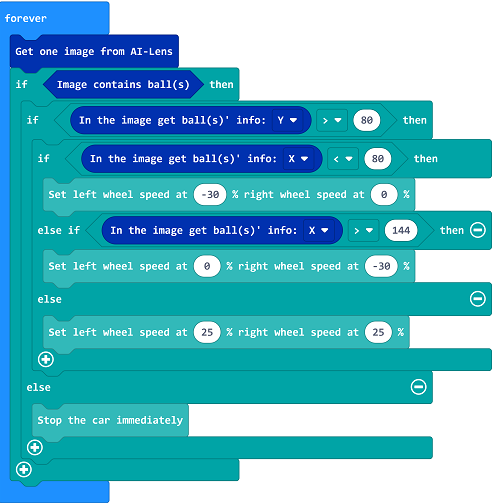 forever
Get one image from AI-Lens
if Image contains ball(s) then
if In the image get ball(s)' info: Y > 80 then
if In the image get ball(s)' info: X < 80 then
Set left wheel speed at -30 % right wheel speed at 0 %
else if In the image get ball(s)' info: X > 144 then
Set left wheel speed at 0 % right wheel speed at -30 %
else
Set left wheel speed at 25 % right wheel speed at 25 %
else
Stop the car immediately